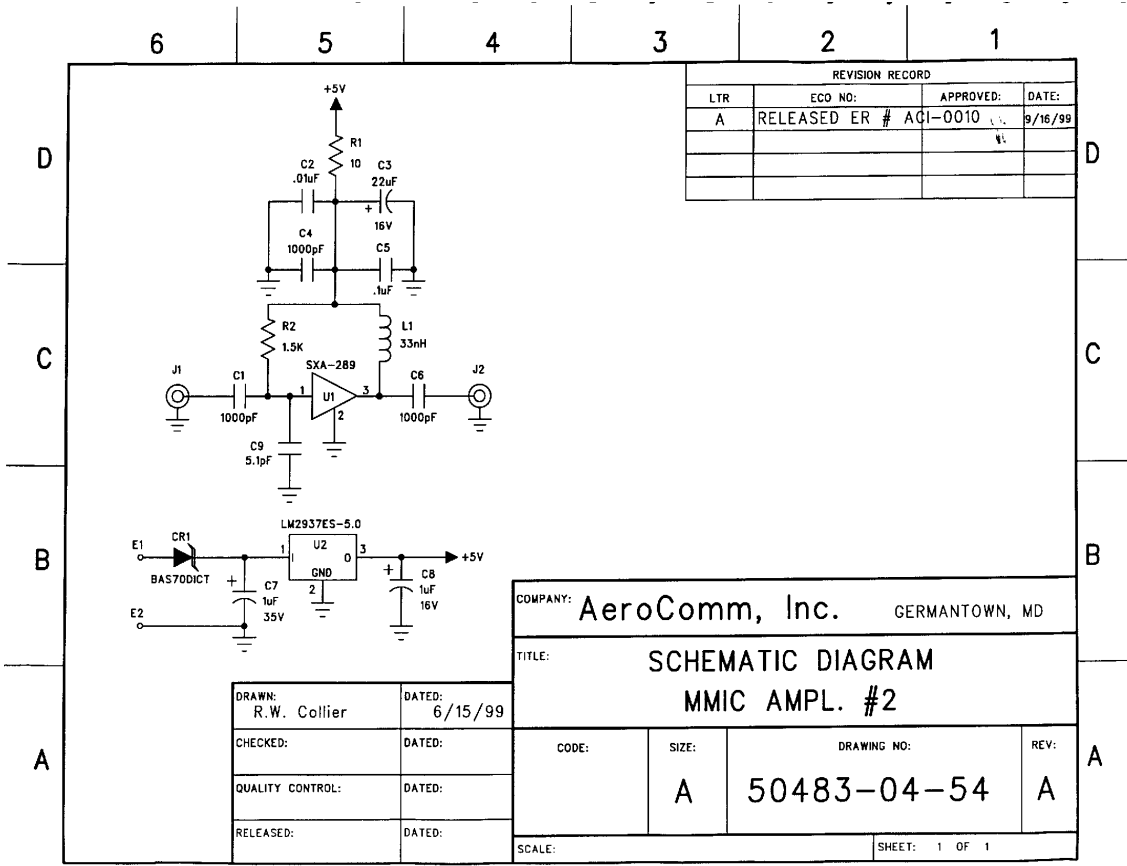 6 5 4 3 2 1
REVISION RECORD
LTR ECO NO: APPROVED: DATE:
A RELEASED ER # ACI-0010 9/16/99
D D
+5V
R1
10
C2
.01uF
C3
22uF
+
16V
C4
1000pF
C5
.1uF
C C
R2
1.5K
L1
33nH
SXA-289
J1
C1
1000pF
1 U1 3
2
C6
1000pF
J2
C9
5.1pF
B B
LM2937ES-5.0
E1
CR1
BAS70DICT
1 I U2 O 3
GND
2
+5V
+
C7
1uF
35V
+
C8
1uF
16V
E2
COMPANY: AeroComm, Inc. GERMANTOWN, MD
TITLE: SCHEMATIC DIAGRAM
MMIC AMPL. #2
A A
DRAWN: DATED:
R.W. Collier 6/15/99
CHECKED: DATED:
QUALITY CONTROL: DATED:
RELEASED: DATED:
CODE: SIZE: DRAWING NO: REV:
A 50483-04-54 A
SCALE: SHEET: 1 OF 1